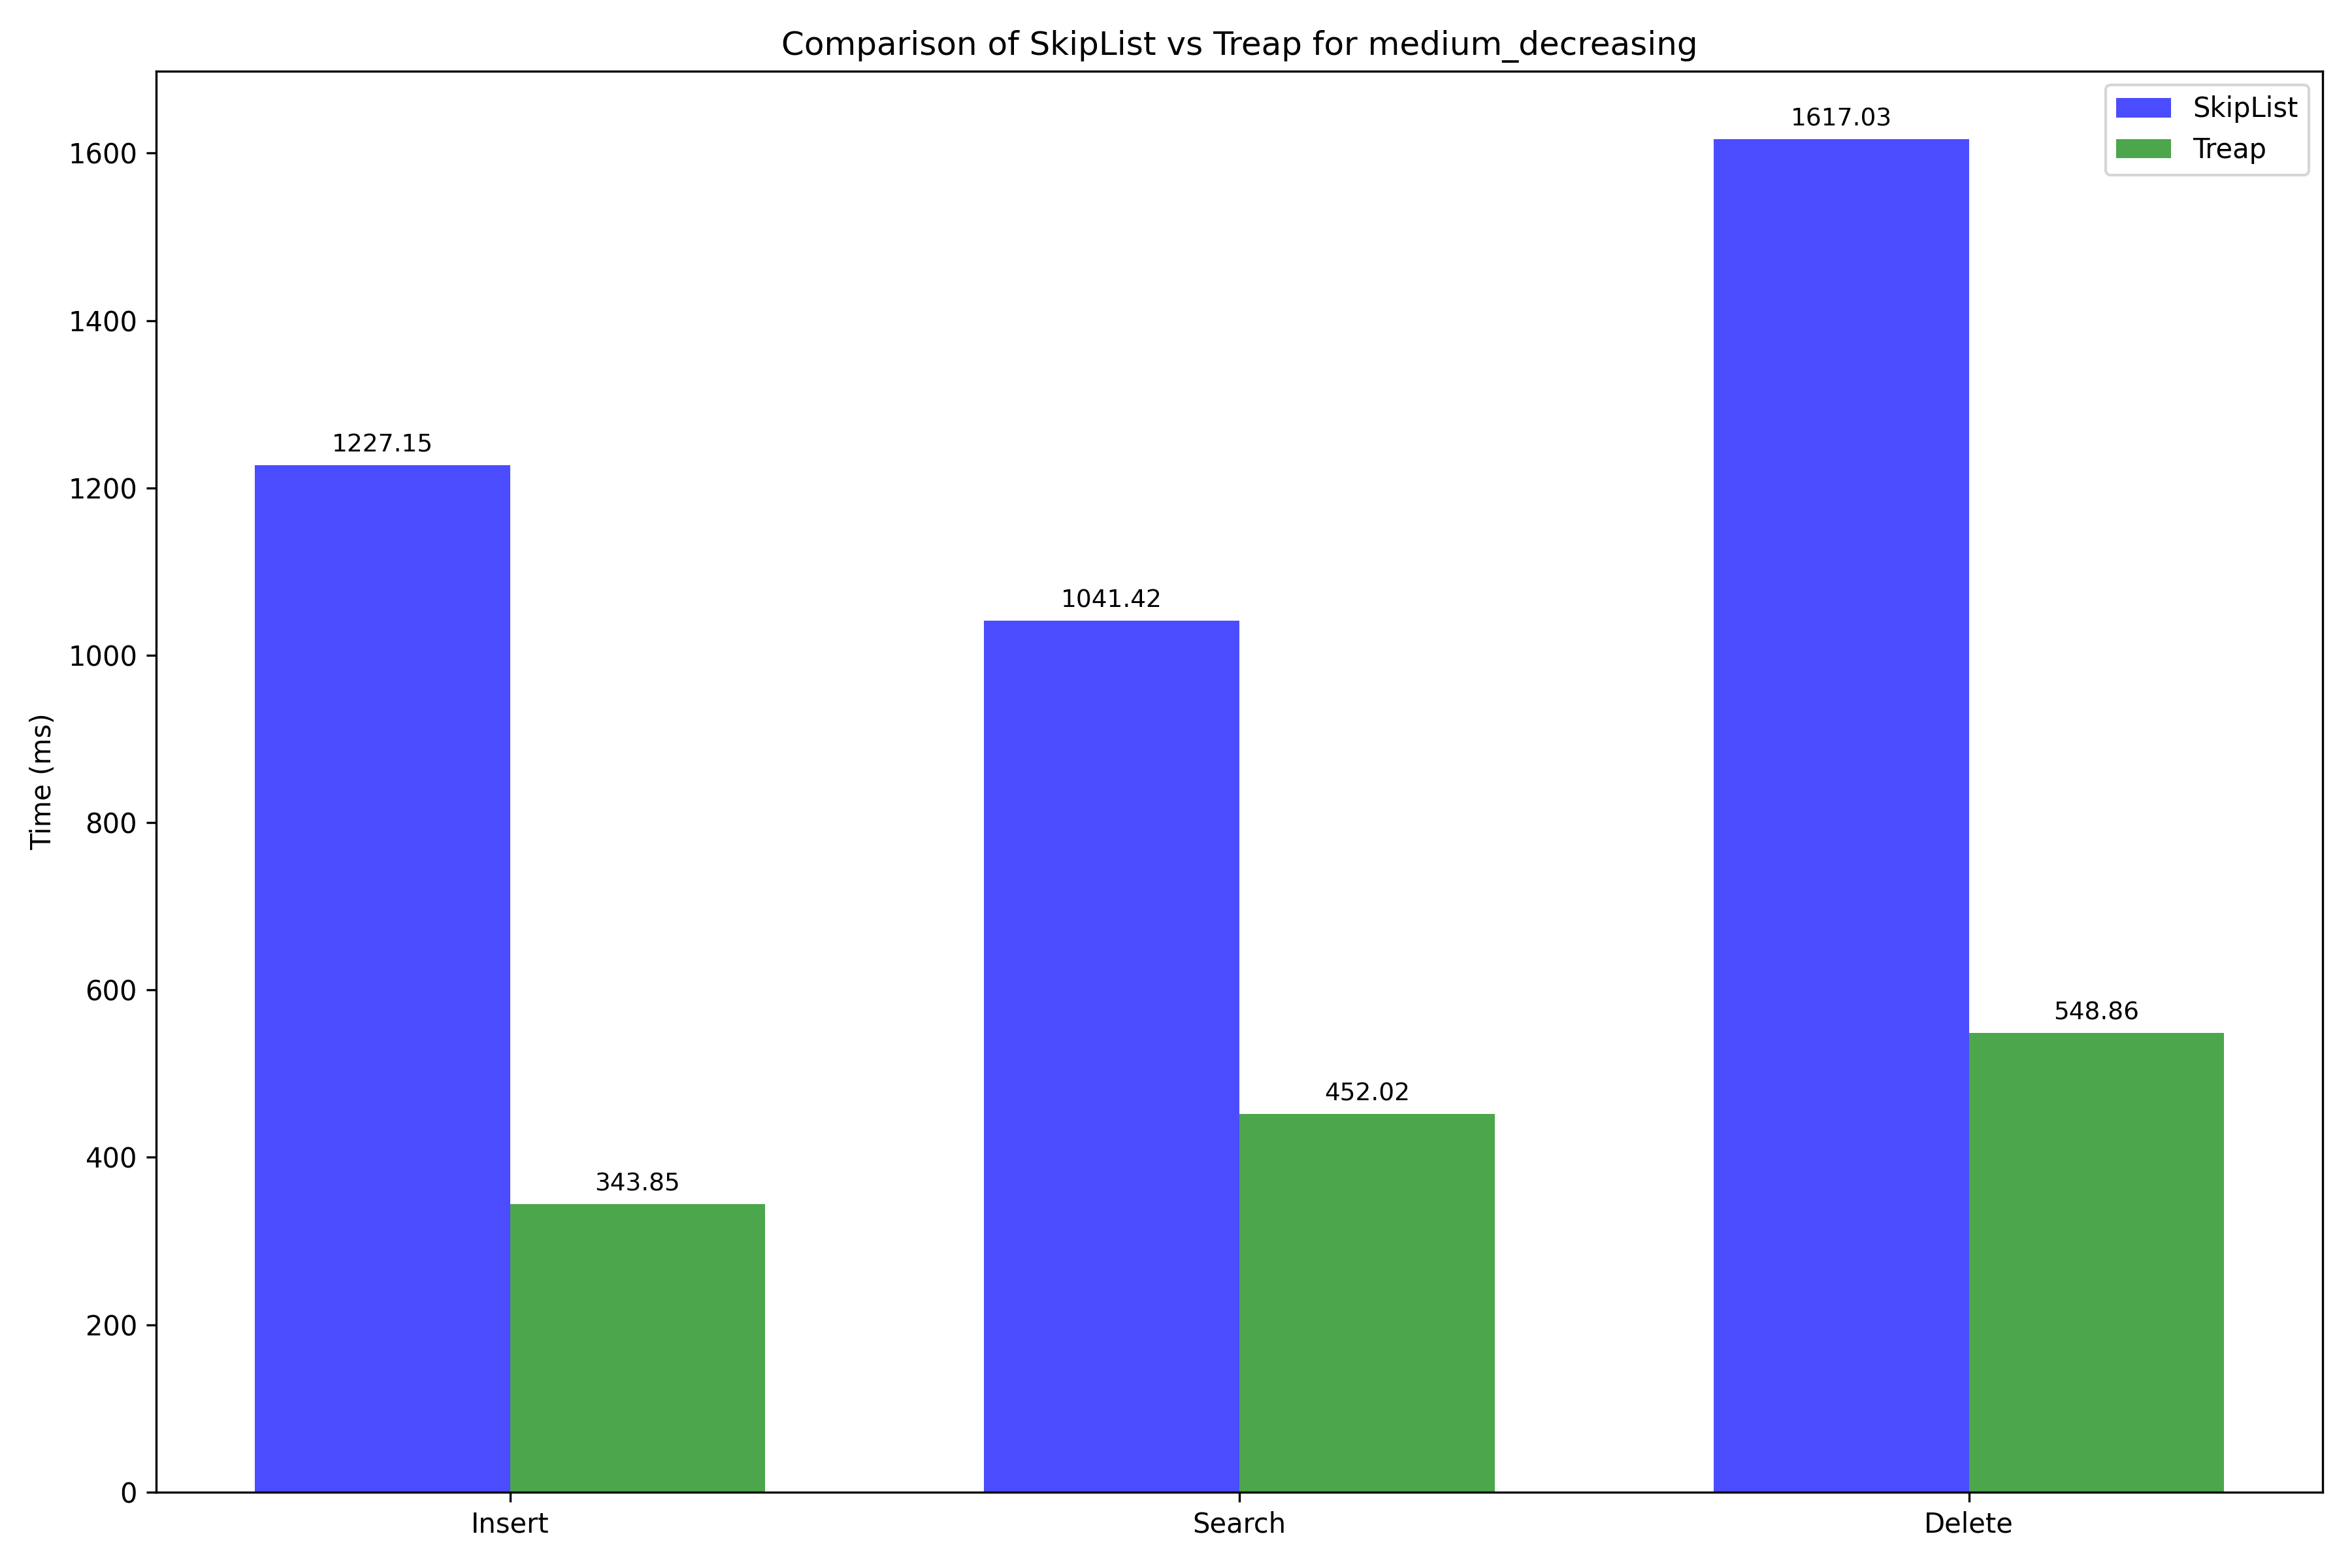 Comparison of SkipList vs Treap for medium_decreasing
SkipList
Treap
Time (ms)
1600
1400
1200
1000
800
600
400
200
0
1227.15
343.85
1041.42
452.02
1617.03
548.86
Insert
Search
Delete